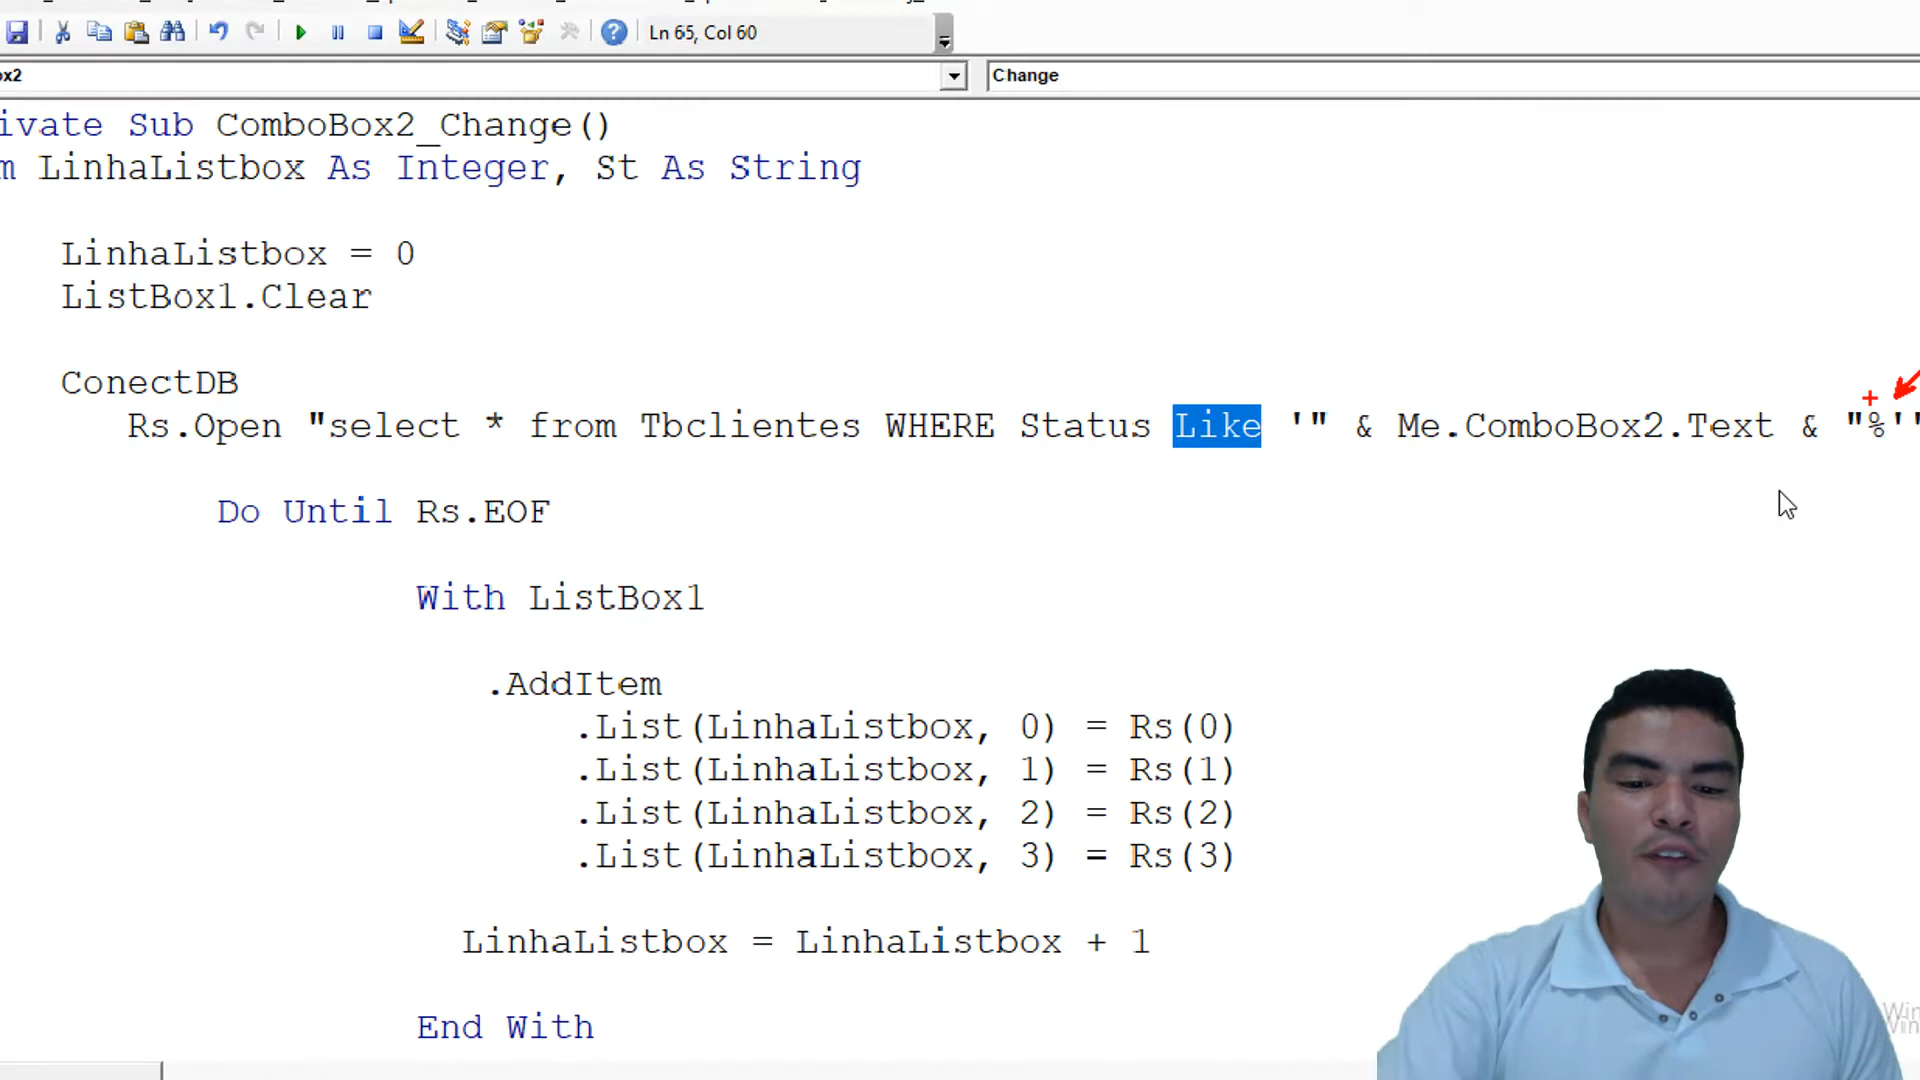 Ln 65, Col 60
ox2
Change
ivate Sub ComboBox2_Change()
m LinhaListbox As Integer, St As String
LinhaListbox = 0
ListBox1.Clear
ConectDB
Rs.Open "select * from Tbclientes WHERE Status Like '" & Me.ComboBox2.Text & "%'"
Do Until Rs.EOF
With ListBox1
.AddItem
.List(LinhaListbox, 0) = Rs(0)
.List(LinhaListbox, 1) = Rs(1)
.List(LinhaListbox, 2) = Rs(2)
.List(LinhaListbox, 3) = Rs(3)
LinhaListbox = LinhaListbox + 1
End With